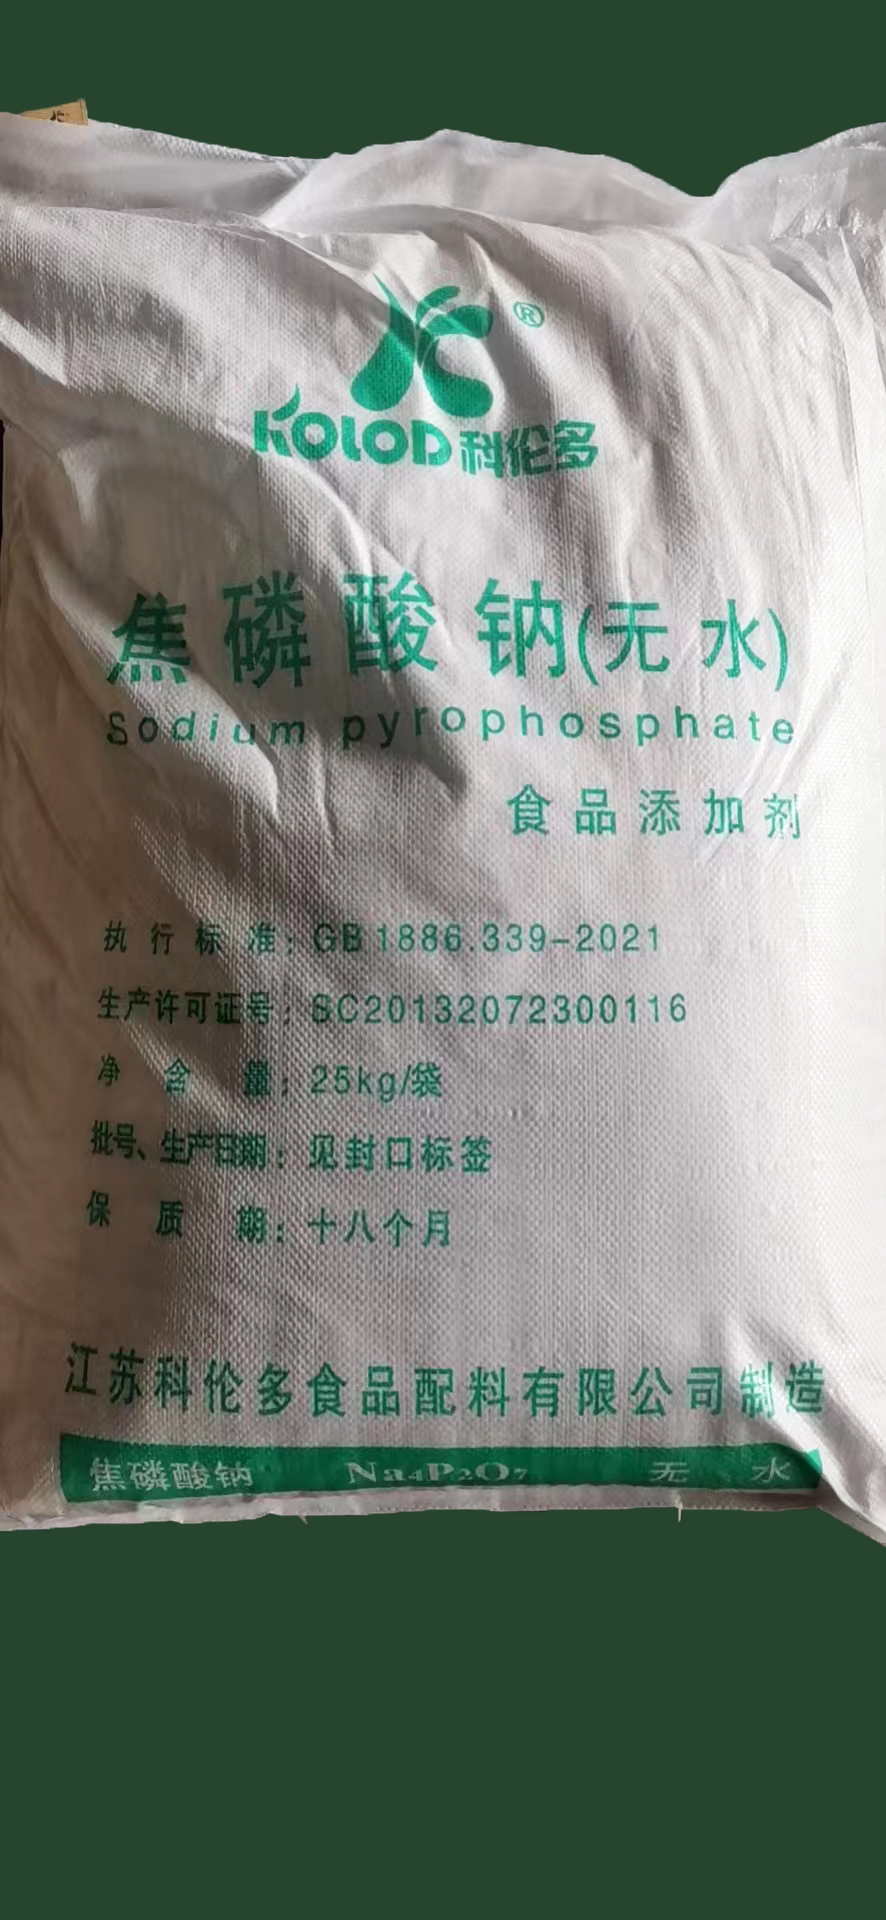 ®
KOLOD科伦多
焦磷酸钠(无水)
Sodium pyrophosphate
食品添加剂
执行标准：GB 1886.339-2021
生产许可证号：SC20132072300116
净含量：25kg/袋
批号、生产日期：见封口标签
保质期：十八个月
江苏科伦多食品配料有限公司制造
焦磷酸钠 Na₄P₂O₇ 无水